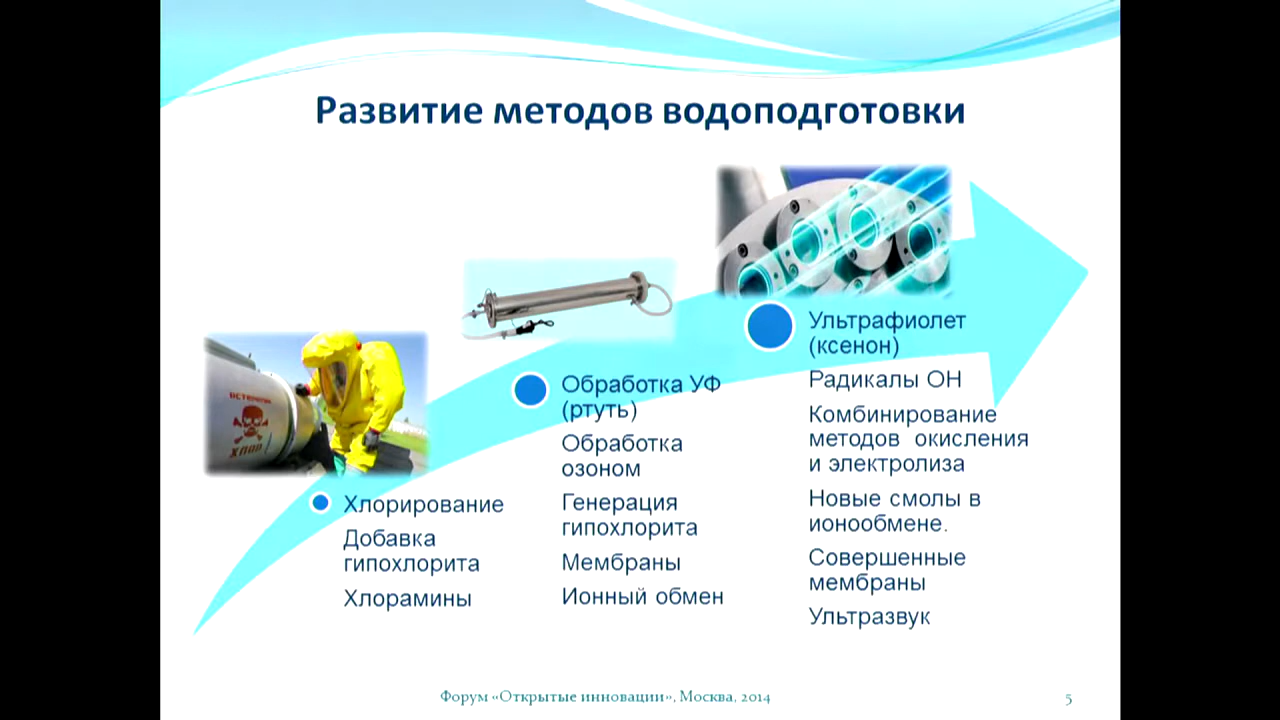 Развитие методов водоподготовки
ХЛОР
Хлорирование
Добавка
гипохлорита
Хлорамины
Обработка УФ
(ртуть)
Обработка
озоном
Генерация
гипохлорита
Мембраны
Ионный обмен
Ультрафиолет
(ксенон)
Радикалы ОН
Комбинирование
методов окисления
и электролиза
Новые смолы в
ионообмене.
Совершенные
мембраны
Ультразвук
Форум «Открытые инновации», Москва, 2014
5